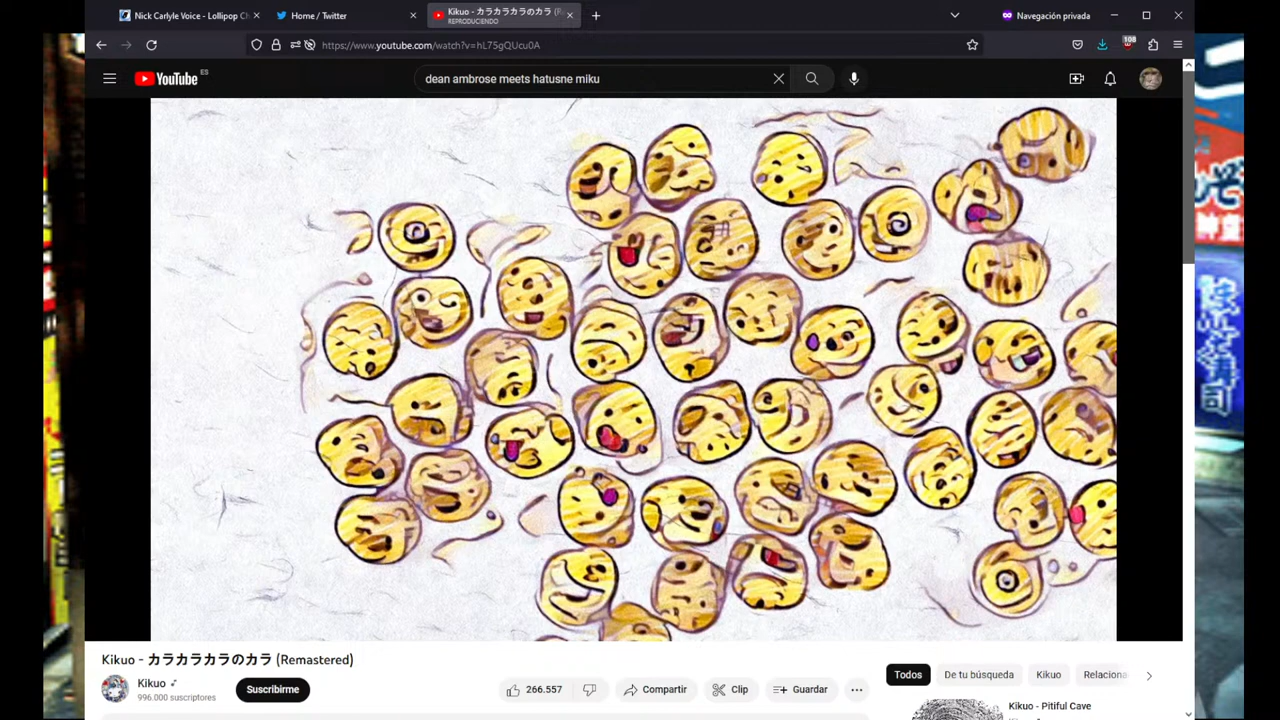 Nick Carlyle Voice - Lollipop Ch
Home / Twitter
Kikuo - カラカラカラのカラ (R
REPRODUCIENDO
Navegación privada
https://www.youtube.com/watch?v=hL75gQUcu0A
108
YouTube ES
dean ambrose meets hatusne miku
Kikuo - カラカラカラのカラ (Remastered)
Kikuo
996.000 suscriptores
Suscribirme
266.557
Compartir
Clip
Guardar
Todos
De tu búsqueda
Kikuo
Relaciona
Kikuo - Pitiful Cave